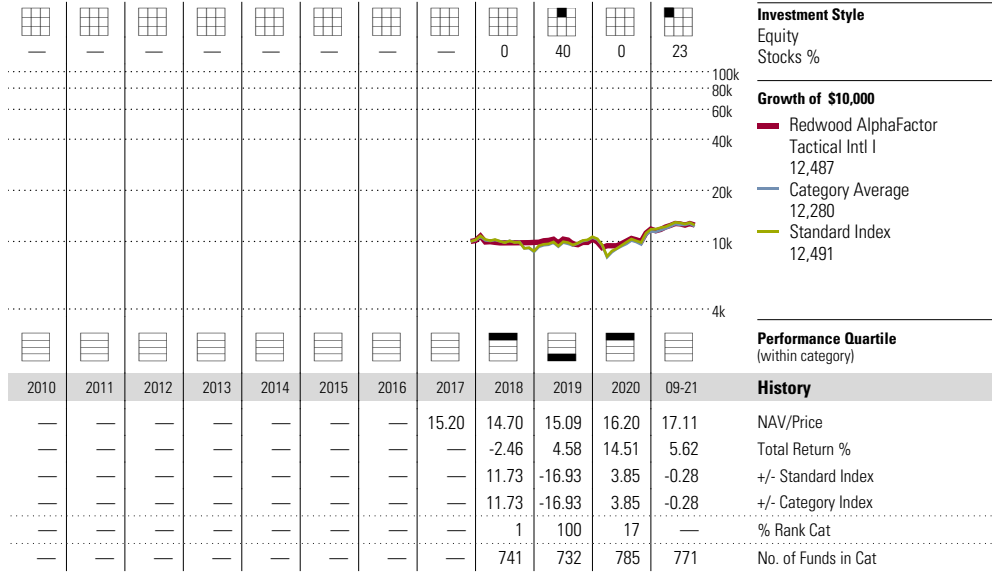 Investment Style
Equity
— — — — — — — — 0 40 0 23 Stocks %
100k
80k
60k
40k
20k
10k
4k
Growth of $10,000
Redwood AlphaFactor
Tactical Intl I
12,487
Category Average
12,280
Standard Index
12,491
Performance Quartile
(within category)
2010 2011 2012 2013 2014 2015 2016 2017 2018 2019 2020 09-21 History
— — — — — — — 15.20 14.70 15.09 16.20 17.11 NAV/Price
— — — — — — — — -2.46 4.58 14.51 5.62 Total Return %
— — — — — — — — 11.73 -16.93 3.85 -0.28 +/- Standard Index
— — — — — — — — 11.73 -16.93 3.85 -0.28 +/- Category Index
— — — — — — — — 1 100 17 — % Rank Cat
— — — — — — — — 741 732 785 771 No. of Funds in Cat